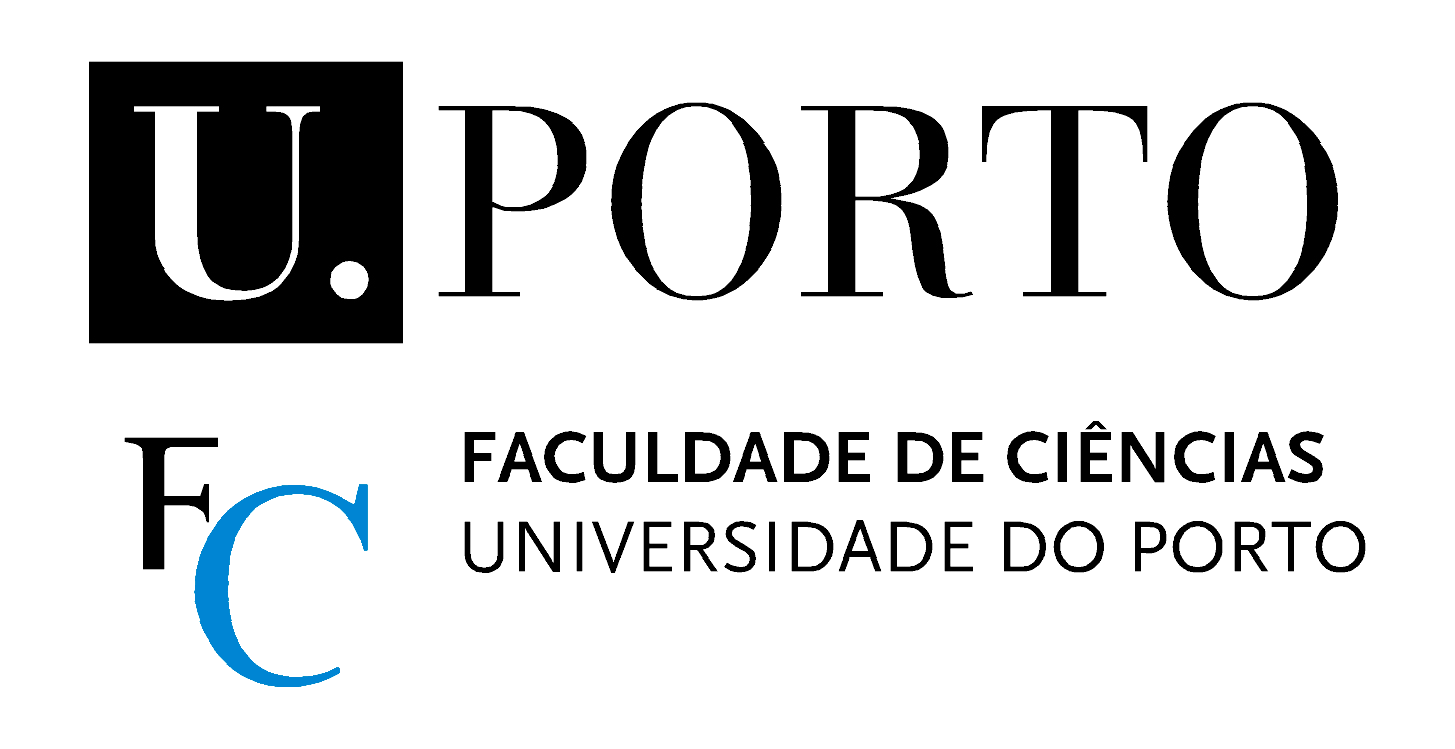 U. PORTO
FC
FACULDADE DE CIÊNCIAS
UNIVERSIDADE DO PORTO